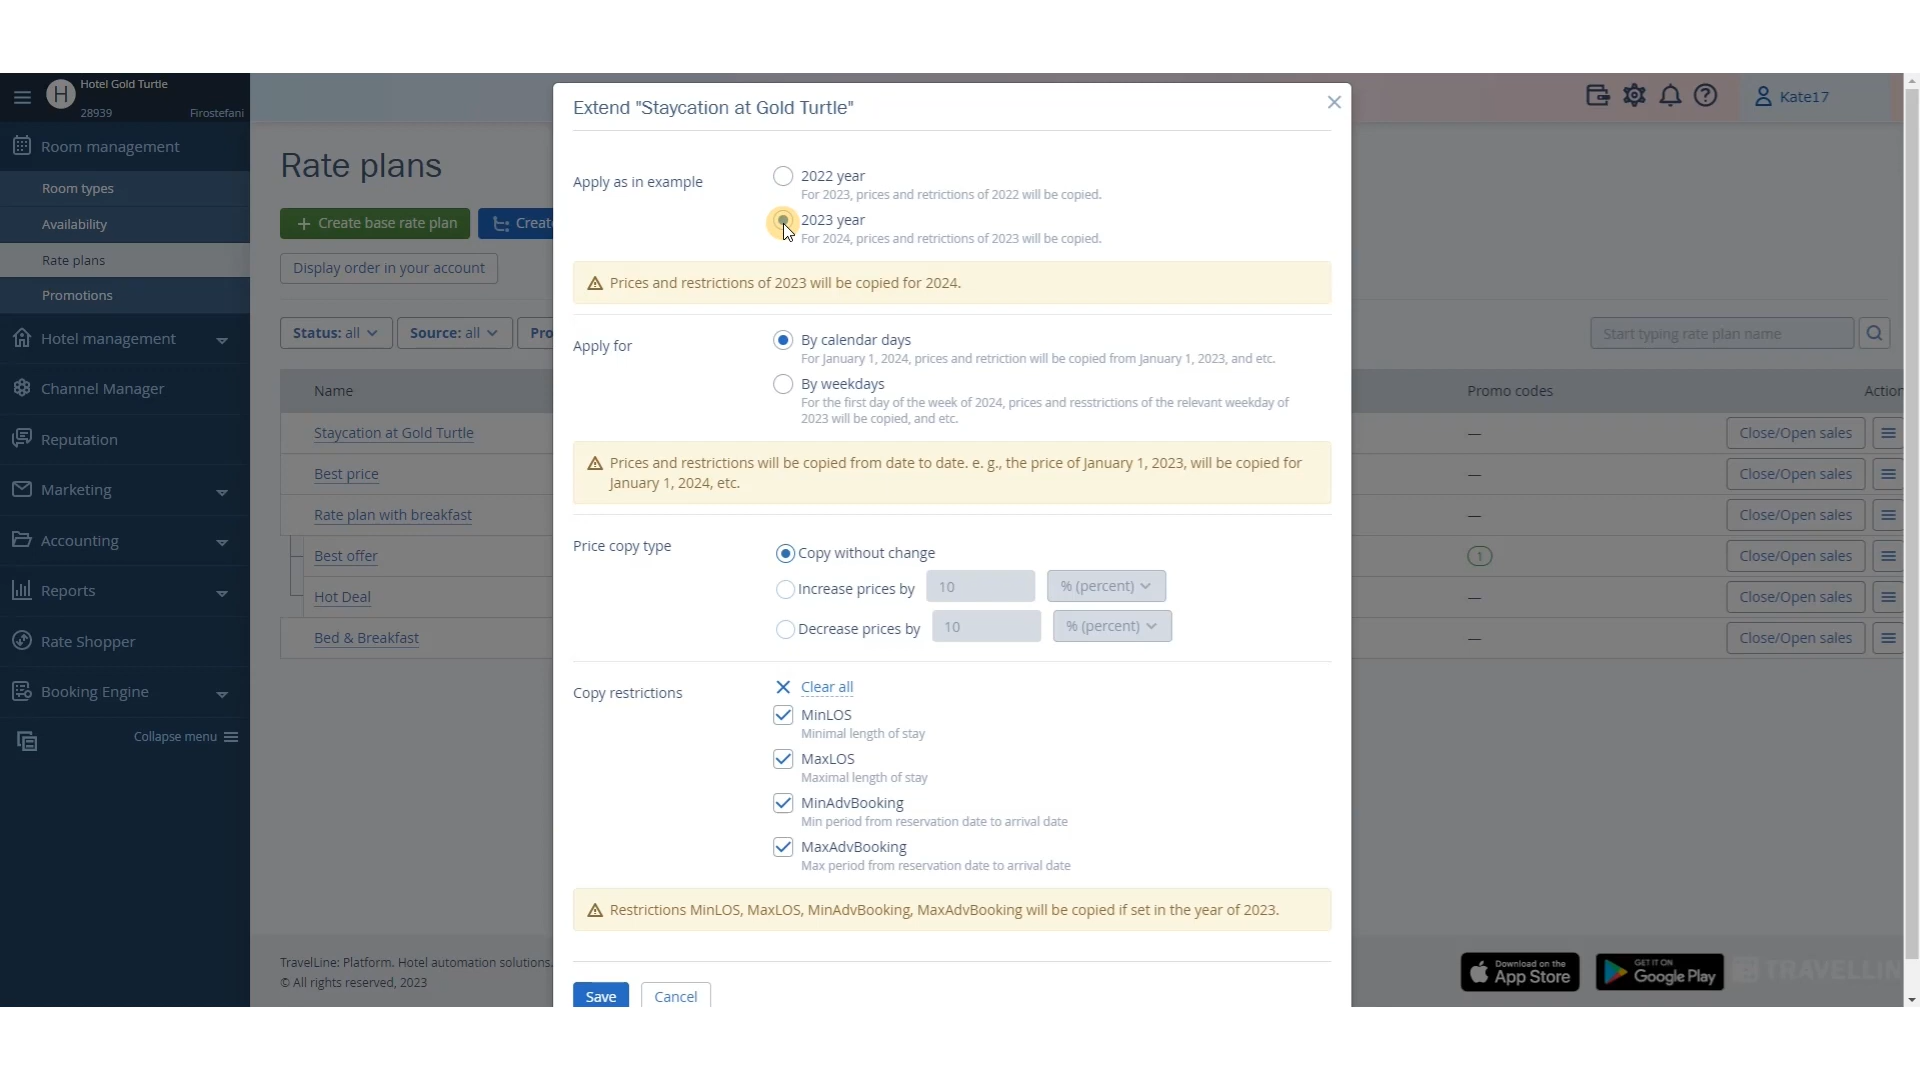 Hotel Gold Turtle
H
28939 Firostefani
Room management
Room types
Availability
Rate plans
Promotions
Hotel management
Channel Manager
Reputation
Marketing
Accounting
Reports
Rate Shopper
Booking Engine
Collapse menu
Kate17
Rate plans
+ Create base rate plan
Display order in your account
Status: all
Source: all
Start typing rate plan name
Name
Promo codes
Staycation at Gold Turtle
— Close/Open sales
Best price
— Close/Open sales
Rate plan with breakfast
— Close/Open sales
Best offer
1 Close/Open sales
Hot Deal
— Close/Open sales
Bed & Breakfast
— Close/Open sales
Extend "Staycation at Gold Turtle"
Apply as in example
2022 year
For 2023, prices and retrictions of 2022 will be copied.
2023 year
For 2024, prices and retrictions of 2023 will be copied.
Prices and restrictions of 2023 will be copied for 2024.
Apply for
By calendar days
For January 1, 2024, prices and retriction will be copied from January 1, 2023, and etc.
By weekdays
For the first day of the week of 2024, prices and resstrictions of the relevant weekday of
2023 will be copied, and etc.
Prices and restrictions will be copied from date to date. e. g., the price of January 1, 2023, will be copied for
January 1, 2024, etc.
Price copy type
Copy without change
Increase prices by 10 % (percent)
Decrease prices by 10 % (percent)
Copy restrictions
Clear all
MinLOS
Minimal length of stay
MaxLOS
Maximal length of stay
MinAdvBooking
Min period from reservation date to arrival date
MaxAdvBooking
Max period from reservation date to arrival date
Restrictions MinLOS, MaxLOS, MinAdvBooking, MaxAdvBooking will be copied if set in the year of 2023.
Save Cancel
TravelLine: Platform. Hotel automation solutions.
© All rights reserved, 2023
Download on the
App Store
GET IT ON
Google Play